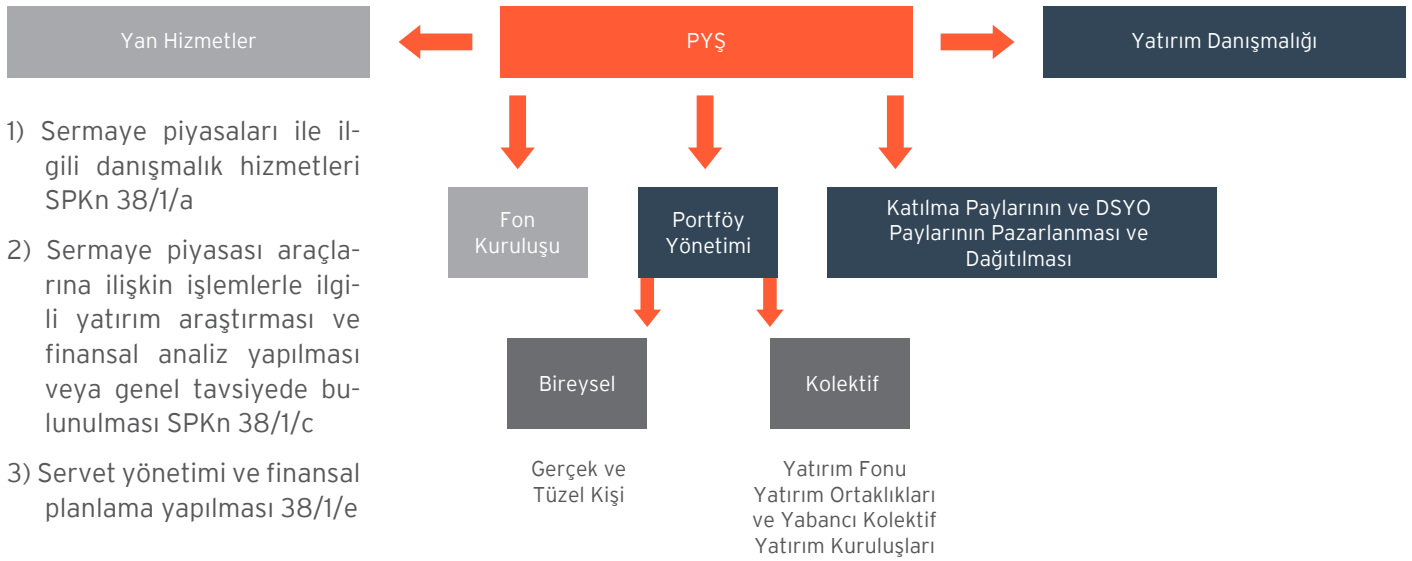 Yan Hizmetler
PYŞ
Yatırım Danışmalığı
1) Sermaye piyasaları ile il-
gili danışmalık hizmetleri
SPKn 38/1/a
2) Sermaye piyasası araçla-
rına ilişkin işlemlerle ilgi-
li yatırım araştırması ve
finansal analiz yapılması
veya genel tavsiyede bu-
lunulması SPKn 38/1/c
3) Servet yönetimi ve finansal
planlama yapılması 38/1/e
Fon
Kuruluşu
Portföy
Yönetimi
Katılma Paylarının ve DSYO
Paylarının Pazarlanması ve
Dağıtılması
Bireysel
Kolektif
Gerçek ve
Tüzel Kişi
Yatırım Fonu
Yatırım Ortaklıkları
ve Yabancı Kolektif
Yatırım Kuruluşları